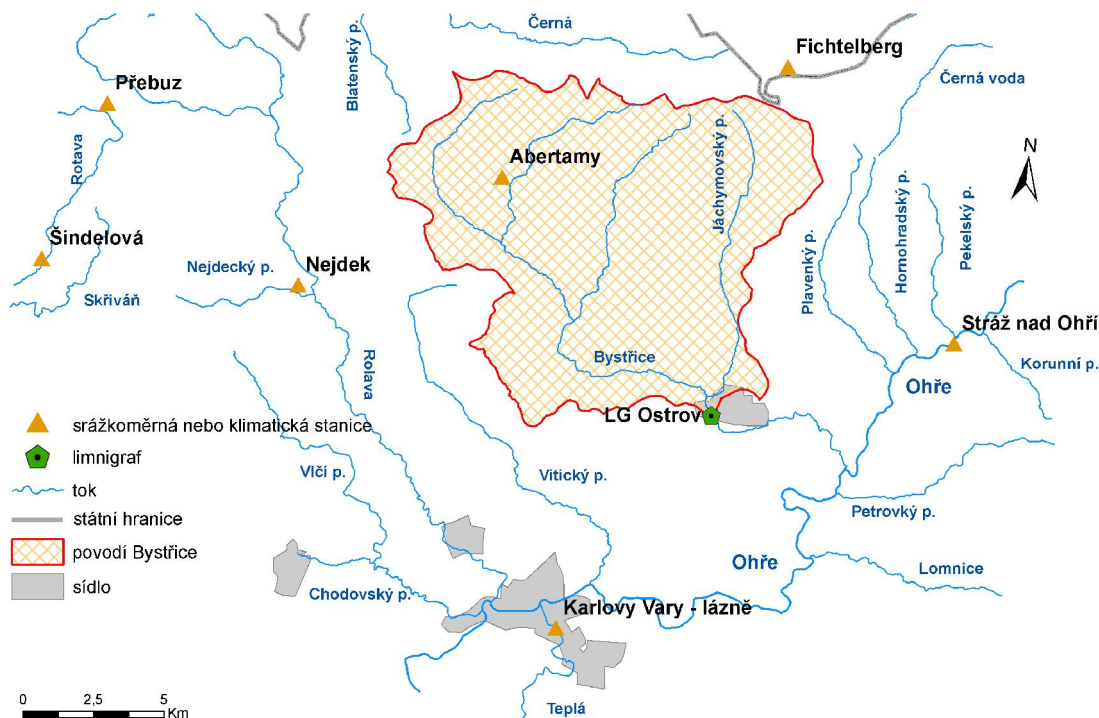 Černá
Fichtelberg
Blatenský p.
Přebuz
Černá voda
Rotava
Abertamy
Jáchymovský p.
N
Plavenký p.
Hornohradský p.
Pekelský p.
Šindelová
Nejdecký p.
Nejdek
Skřiváň
Stráž nad Ohří
Rolava
Bystřice
Korunní p.
Ohře
LG Ostrov
srážkoměrná nebo klimatická stanice
limnigraf
Vlčí p.
Vitický p.
tok
státní hranice
Petrovký p.
povodí Bystřice
Ohře
Lomnice
sídlo
Chodovský p.
Karlovy Vary - lázně
0 2,5 5
Km
Teplá